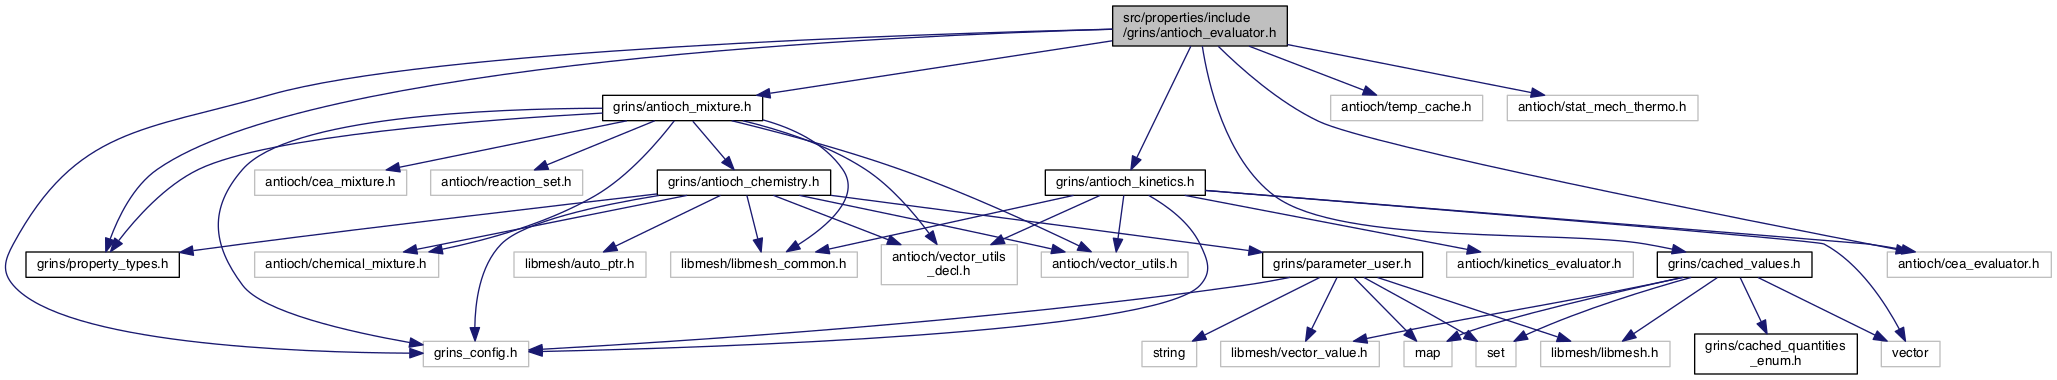 src/properties/include
/grins/antioch_evaluator.h
grins/antioch_mixture.h
antioch/temp_cache.h
antioch/stat_mech_thermo.h
antioch/cea_mixture.h
antioch/reaction_set.h
grins/antioch_chemistry.h
grins/antioch_kinetics.h
grins/property_types.h
antioch/chemical_mixture.h
libmesh/auto_ptr.h
libmesh/libmesh_common.h
antioch/vector_utils
_decl.h
antioch/vector_utils.h
grins/parameter_user.h
antioch/kinetics_evaluator.h
grins/cached_values.h
antioch/cea_evaluator.h
grins_config.h
string
libmesh/vector_value.h
map
set
libmesh/libmesh.h
grins/cached_quantities
_enum.h
vector